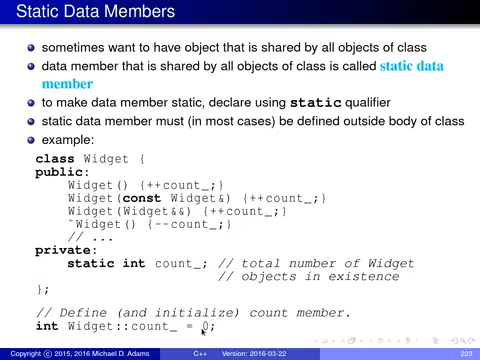 Static Data Members
sometimes want to have object that is shared by all objects of class
data member that is shared by all objects of class is called static data
member
to make data member static, declare using static qualifier
static data member must (in most cases) be defined outside body of class
example:
class Widget {
public:
    Widget() {++count_;}
    Widget(const Widget&) {++count_;}
    Widget(Widget&&) {++count_;}
    ~Widget() {--count_;}
    // ...
private:
    static int count_; // total number of Widget
                       // objects in existence
};
// Define (and initialize) count member.
int Widget::count_ = 0;
Copyright © 2015, 2016 Michael D. Adams C++ Version: 2016-03-22 223